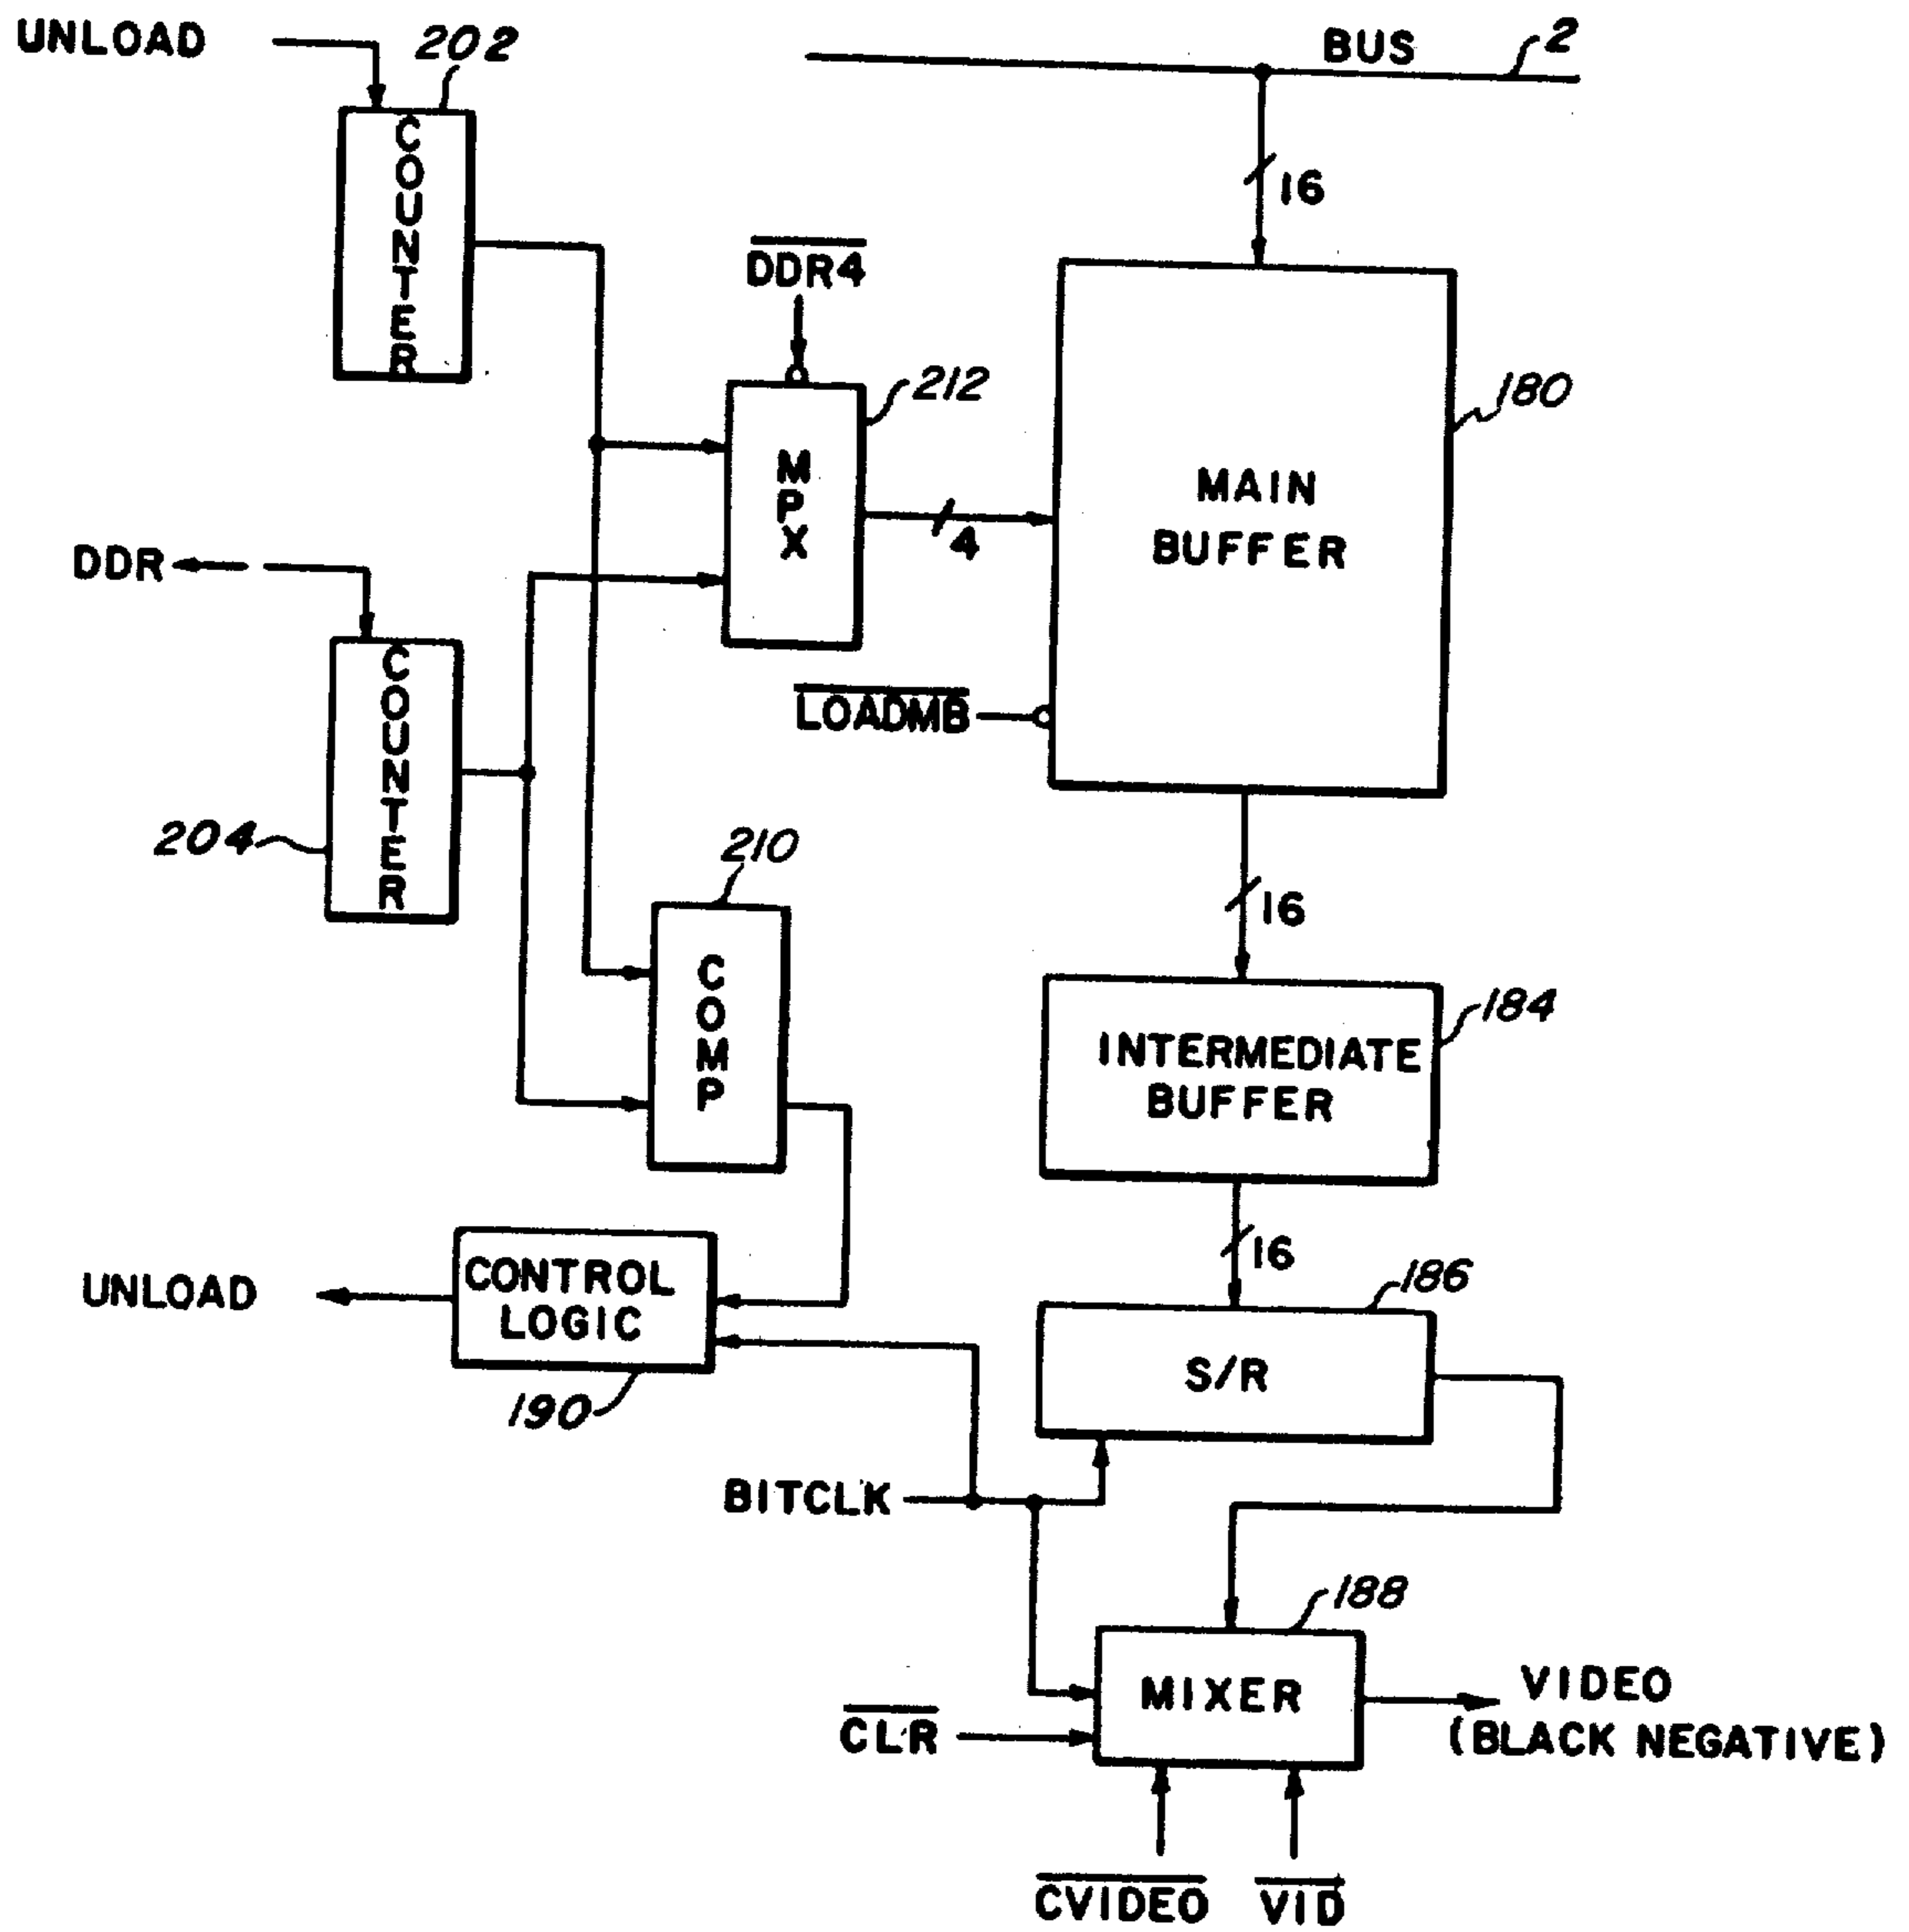 UNLOAD
202
BUS
2
COUNTER
16
DDR4
212
180
MPX
MAIN
BUFFER
4
DDR
COUNTER
LOADMB
204
210
16
COMP
184
INTERMEDIATE
BUFFER
16
186
UNLOAD
CONTROL
LOGIC
S/R
190
BITCLK
188
MIXER
VIDEO
(BLACK NEGATIVE)
CLR
CVIDEO
VID